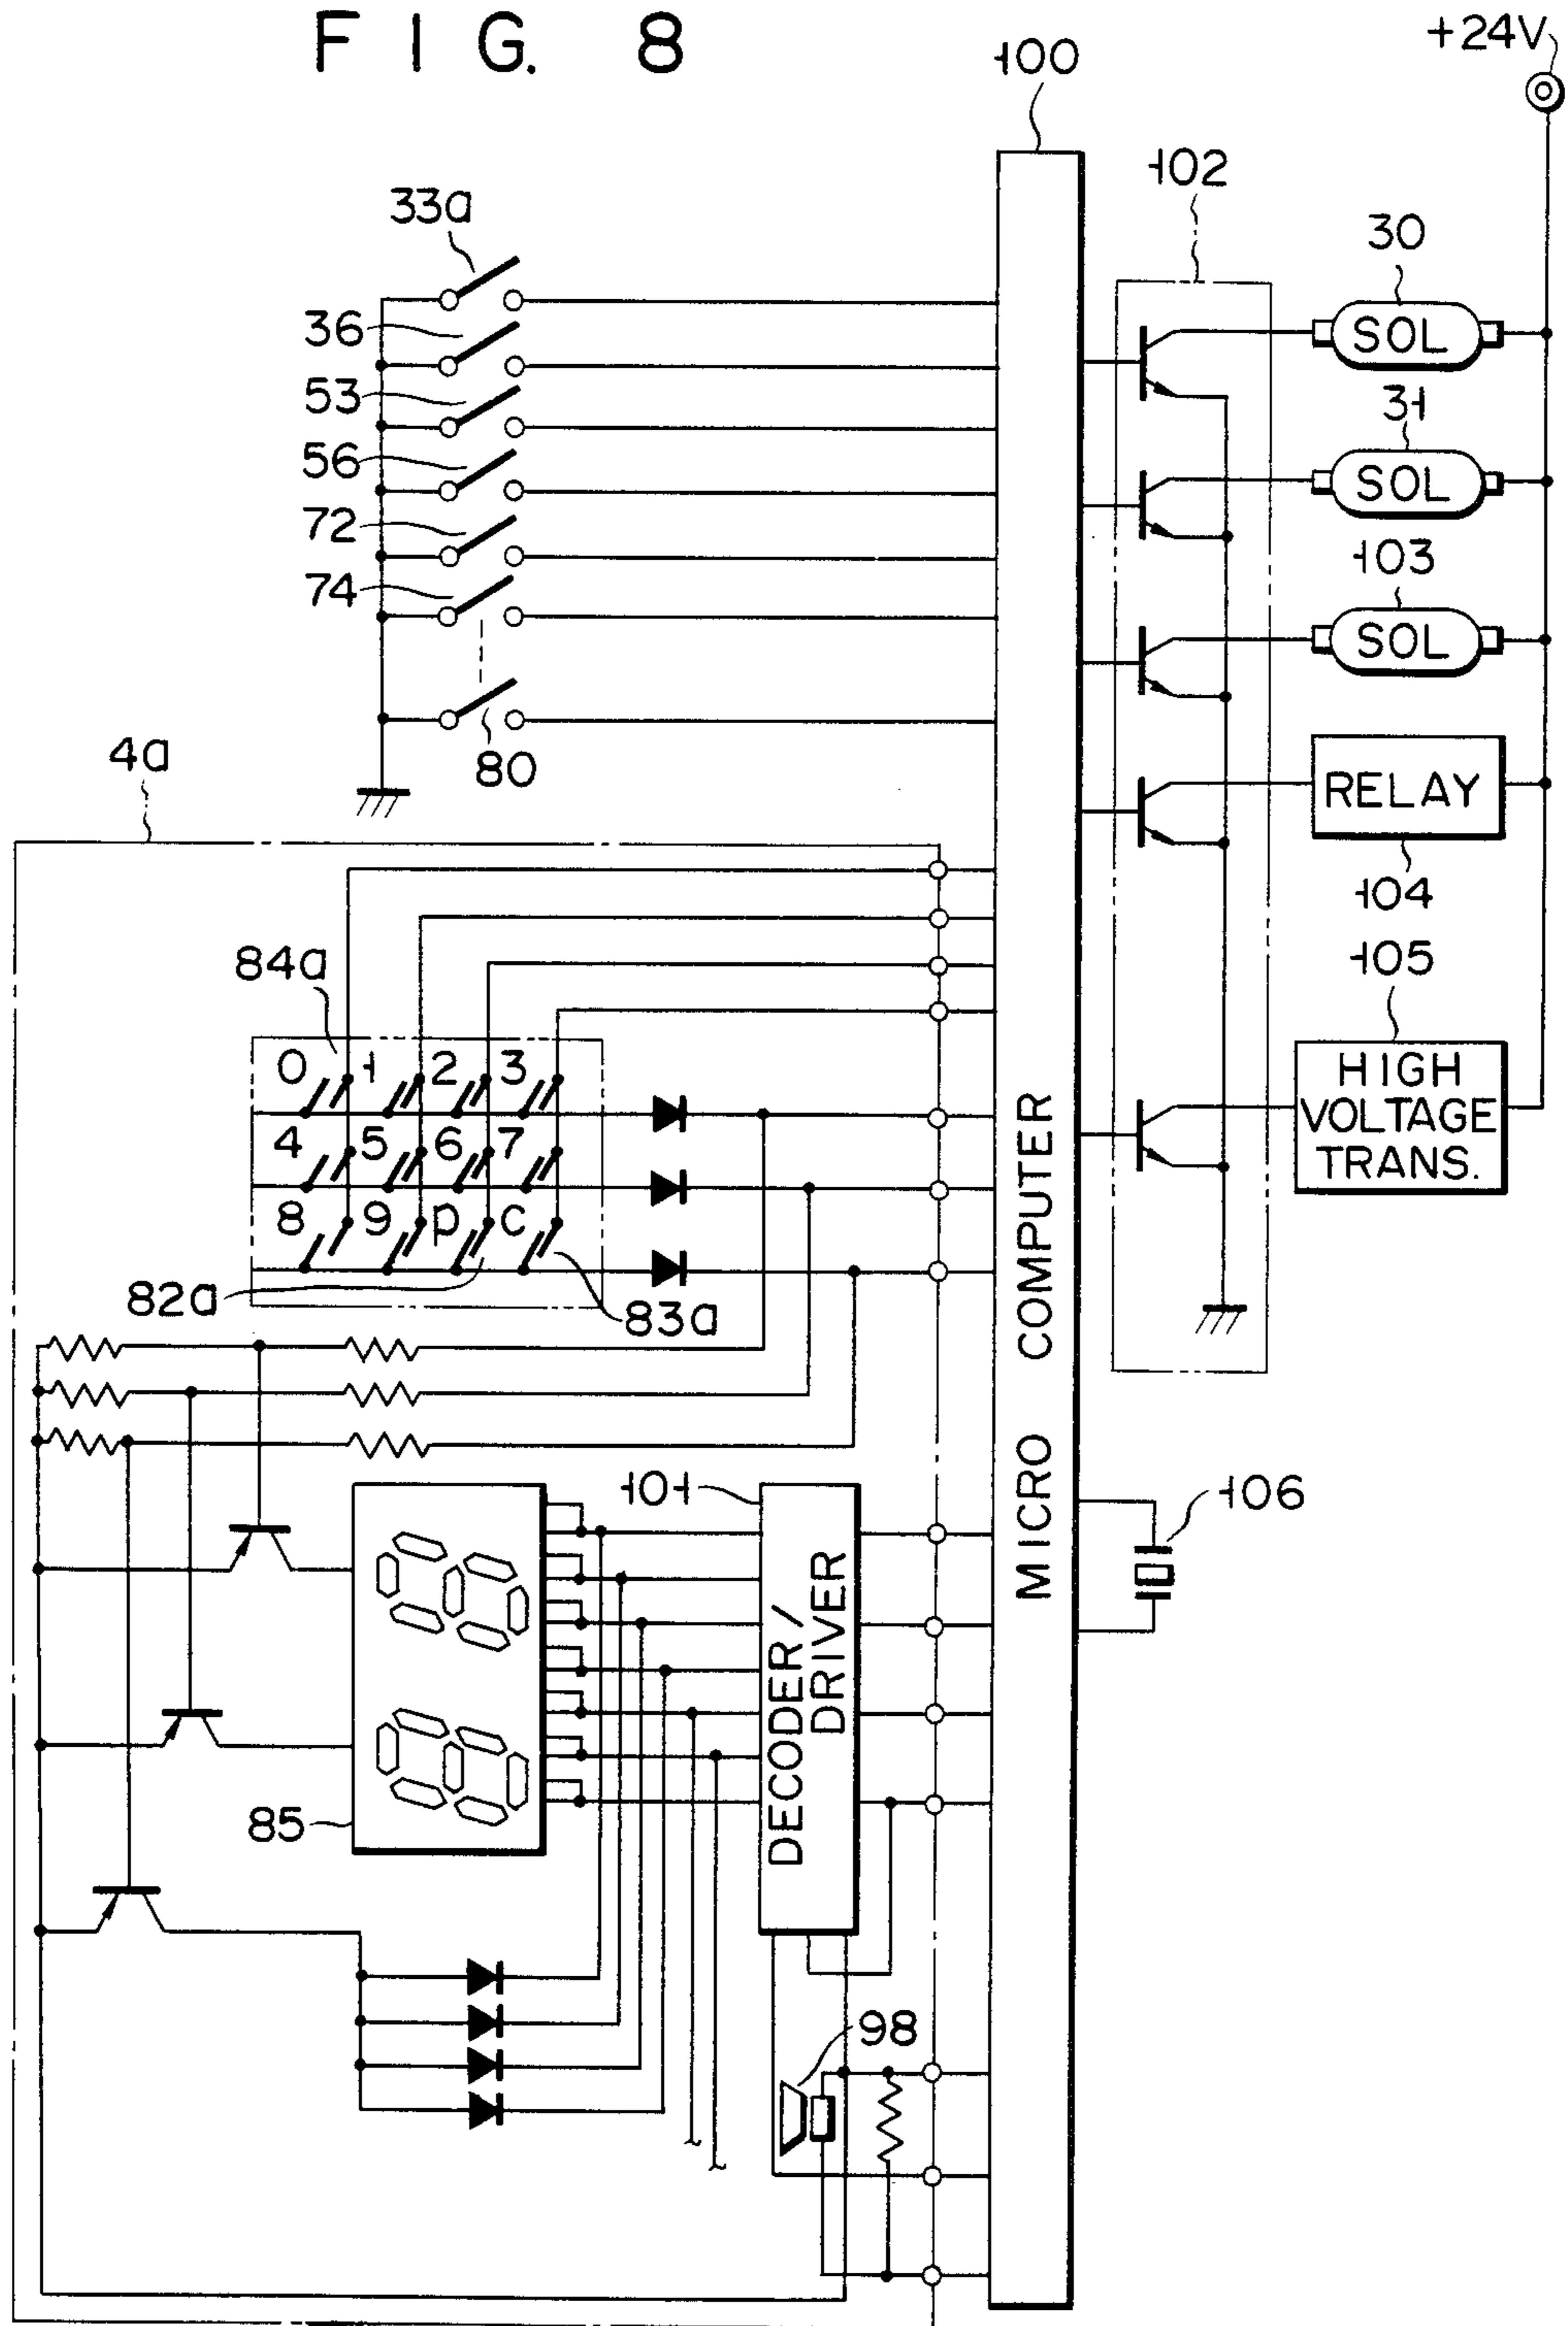 FIG. 8
+24V
100
102
33a
30
SOL
36
53
31
SOL
56
72
103
SOL
74
80
4a
RELAY
104
84a
105
0 1 2 3
HIGH
VOLTAGE
TRANS.
4 5 6 7
8 9 p c
82a
83a
MICRO COMPUTER
101
106
DECODER/
DRIVER
85
98